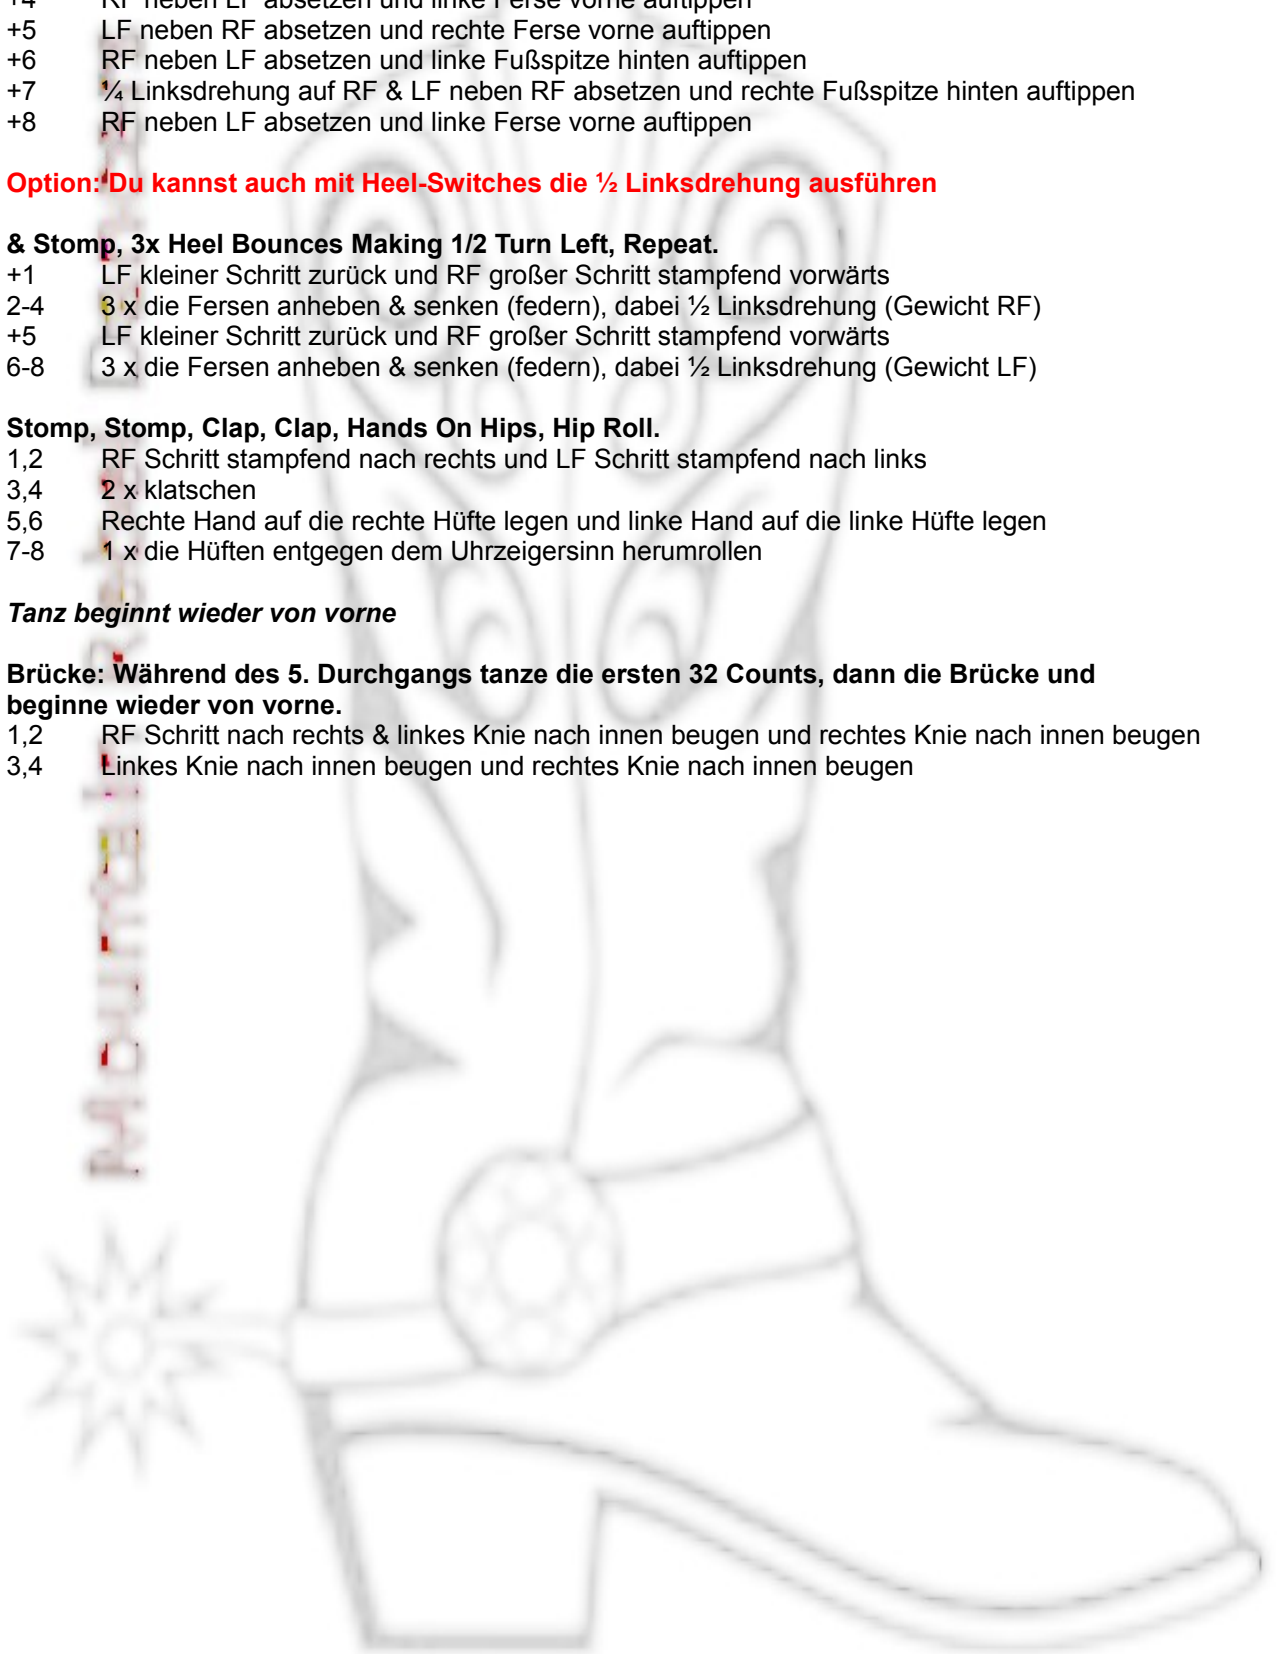 +4 RF neben LF absetzen und linke Ferse vorne auftippen
+5 LF neben RF absetzen und rechte Ferse vorne auftippen
+6 RF neben LF absetzen und linke Fußspitze hinten auftippen
+7 ¼ Linksdrehung auf RF & LF neben RF absetzen und rechte Fußspitze hinten auftippen
+8 RF neben LF absetzen und linke Ferse vorne auftippen
Option: Du kannst auch mit Heel-Switches die ½ Linksdrehung ausführen
& Stomp, 3x Heel Bounces Making 1/2 Turn Left, Repeat.
+1 LF kleiner Schritt zurück und RF großer Schritt stampfend vorwärts
2-4 3 x die Fersen anheben & senken (federn), dabei ½ Linksdrehung (Gewicht RF)
+5 LF kleiner Schritt zurück und RF großer Schritt stampfend vorwärts
6-8 3 x die Fersen anheben & senken (federn), dabei ½ Linksdrehung (Gewicht LF)
Stomp, Stomp, Clap, Clap, Hands On Hips, Hip Roll.
1,2 RF Schritt stampfend nach rechts und LF Schritt stampfend nach links
3,4 2 x klatschen
5,6 Rechte Hand auf die rechte Hüfte legen und linke Hand auf die linke Hüfte legen
7-8 1 x die Hüften entgegen dem Uhrzeigersinn herumrollen
Tanz beginnt wieder von vorne
Brücke: Während des 5. Durchgangs tanze die ersten 32 Counts, dann die Brücke und
beginne wieder von vorne.
1,2 RF Schritt nach rechts & linkes Knie nach innen beugen und rechtes Knie nach innen beugen
3,4 Linkes Knie nach innen beugen und rechtes Knie nach innen beugen